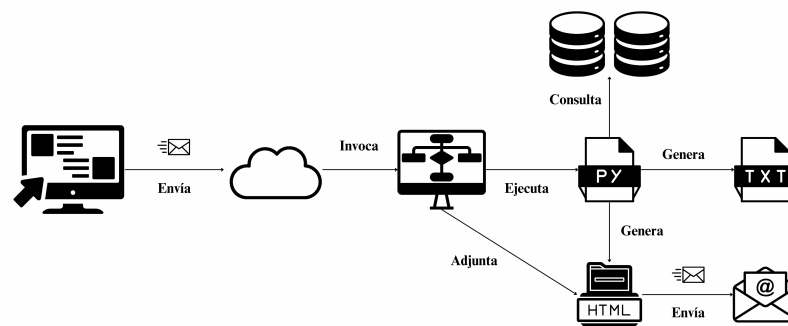 Consulta
Envía
Invoca
Ejecuta
PY
Genera
TXT
Genera
Adjunta
HTML
Envía
@